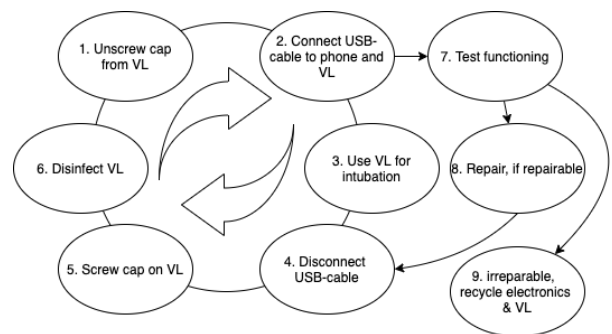 1. Unscrew cap
from VL
2. Connect USB-
cable to phone and
VL
7. Test functioning
6. Disinfect VL
3. Use VL for
intubation
8. Repair, if repairable
5. Screw cap on VL
4. Disconnect
USB-cable
9. irreparable,
recycle electronics
& VL